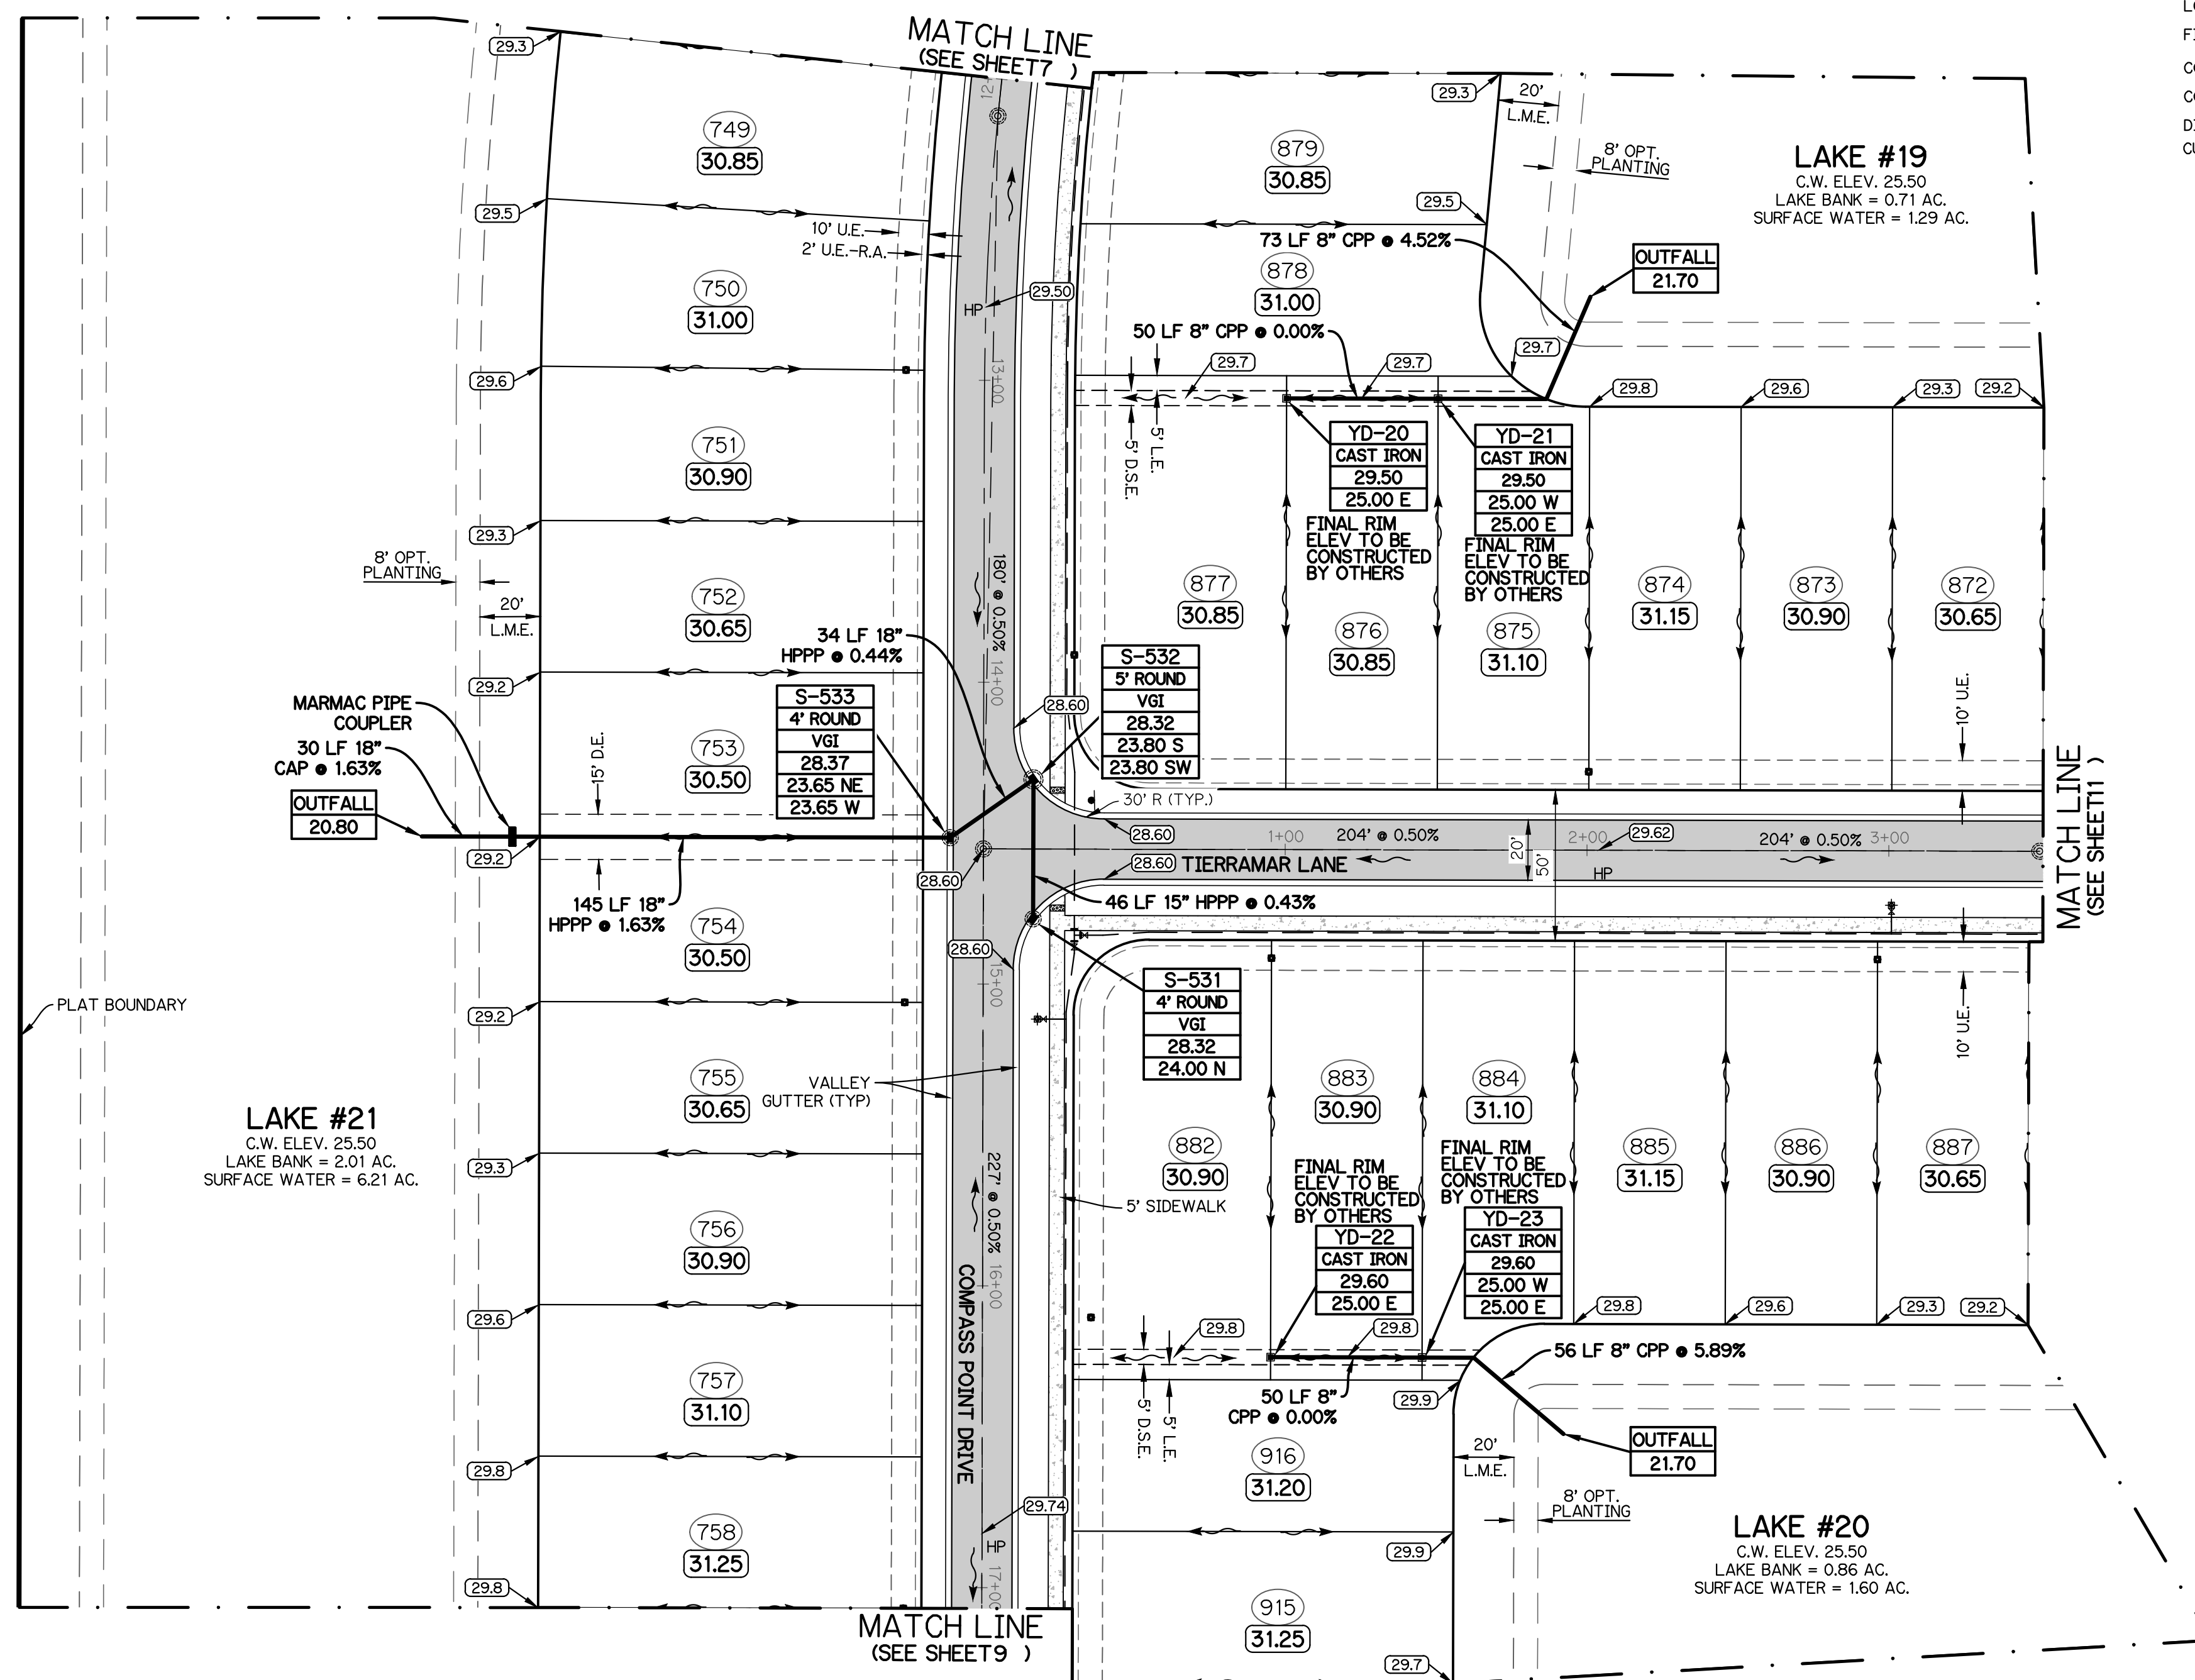 MATCH LINE
(SEE SHEET7 )
29.3
749
30.85
29.5
10' U.E.
2' U.E.-R.A.
750
31.00
29.6
751
30.90
29.3
8' OPT.
PLANTING
20'
L.M.E.
752
30.65
29.2
34 LF 18"
HPPP @ 0.44%
MARMAC PIPE
COUPLER
30 LF 18"
CAP @ 1.63%
OUTFALL
20.80
15' D.E.
753
30.50
S-533
4' ROUND
VGI
28.37
23.65 NE
23.65 W
29.2
145 LF 18"
HPPP @ 1.63%
754
30.50
28.60
28.60
29.2
PLAT BOUNDARY
755
30.65
VALLEY
GUTTER (TYP)
LAKE #21
C.W. ELEV. 25.50
LAKE BANK = 2.01 AC.
SURFACE WATER = 6.21 AC.
29.3
756
30.90
29.6
757
31.10
29.8
758
31.25
29.8
MATCH LINE
(SEE SHEET9 )
12+
HP
29.50
13+00
180' @ 0.50%
14+00
28.60
15+00
227' @ 0.50%
16+00
COMPASS POINT DRIVE
29.74
HP
17+00
5' SIDEWALK
879
30.85
29.3
20'
L.M.E.
8' OPT.
PLANTING
LAKE #19
C.W. ELEV. 25.50
LAKE BANK = 0.71 AC.
SURFACE WATER = 1.29 AC.
29.5
73 LF 8" CPP @ 4.52%
OUTFALL
21.70
878
31.00
50 LF 8" CPP @ 0.00%
29.7
29.7
29.7
29.8
29.6
29.3
29.2
5' D.S.E.
5' L.E.
YD-20
CAST IRON
29.50
25.00 E
FINAL RIM
ELEV TO BE
CONSTRUCTED
BY OTHERS
YD-21
CAST IRON
29.50
25.00 W
25.00 E
FINAL RIM
ELEV TO BE
CONSTRUCTED
BY OTHERS
877
30.85
876
30.85
875
31.10
874
31.15
873
30.90
872
30.65
S-532
5' ROUND
VGI
28.32
23.80 S
23.80 SW
10' U.E.
30' R (TYP.)
28.60
1+00
204' @ 0.50%
2+00
29.62
204' @ 0.50%
3+00
28.60
TIERRAMAR LANE
20'
50'
HP
46 LF 15" HPPP @ 0.43%
MATCH LINE
(SEE SHEET11 )
S-531
4' ROUND
VGI
28.32
24.00 N
10' U.E.
882
30.90
883
30.90
884
31.10
885
31.15
886
30.90
887
30.65
FINAL RIM
ELEV TO BE
CONSTRUCTED
BY OTHERS
YD-22
CAST IRON
29.60
25.00 E
FINAL RIM
ELEV TO BE
CONSTRUCTED
BY OTHERS
YD-23
CAST IRON
29.60
25.00 W
25.00 E
29.8
29.8
29.8
29.6
29.3
29.2
5' D.S.E.
5' L.E.
50 LF 8"
CPP @ 0.00%
29.9
56 LF 8" CPP @ 5.89%
OUTFALL
21.70
916
31.20
20'
L.M.E.
8' OPT.
PLANTING
29.9
LAKE #20
C.W. ELEV. 25.50
LAKE BANK = 0.86 AC.
SURFACE WATER = 1.60 AC.
915
31.25
29.7